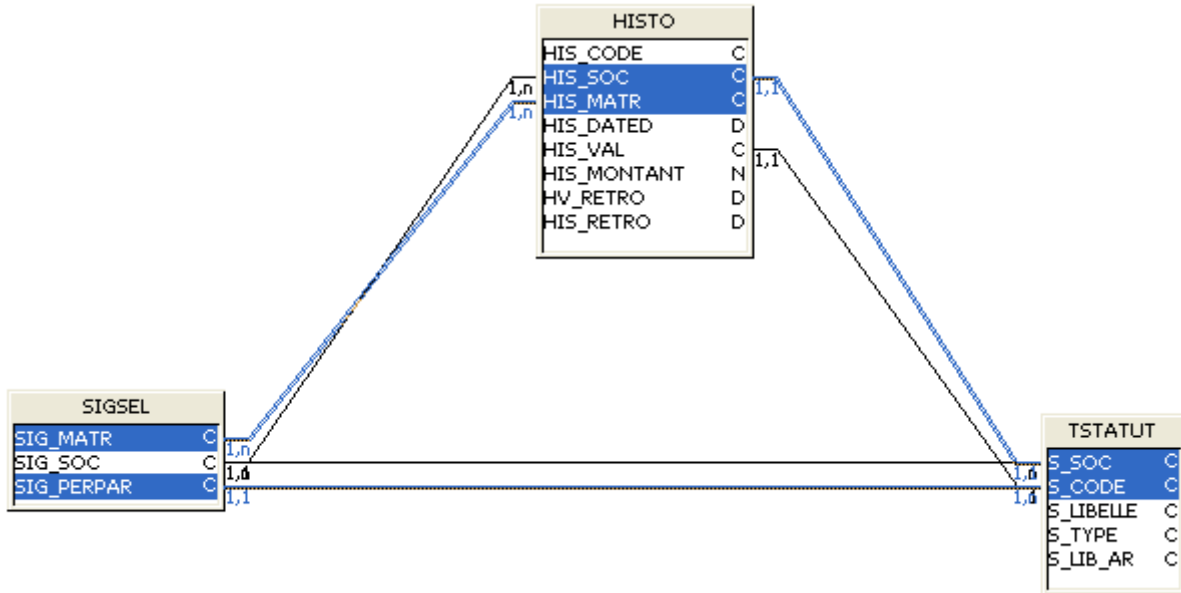 HISTO
HIS_CODE C
HIS_SOC C
HIS_MATR C
HIS_DATED D
HIS_VAL C
HIS_MONTANT N
HV_RETRO D
HIS_RETRO D
1,n
1,n
1,1
1,1
SIGSEL
SIG_MATR C
SIG_SOC C
SIG_PERPAR C
1,n
1,1
TSTATUT
S_SOC C
S_CODE C
S_LIBELLE C
S_TYPE C
S_LIB_AR C